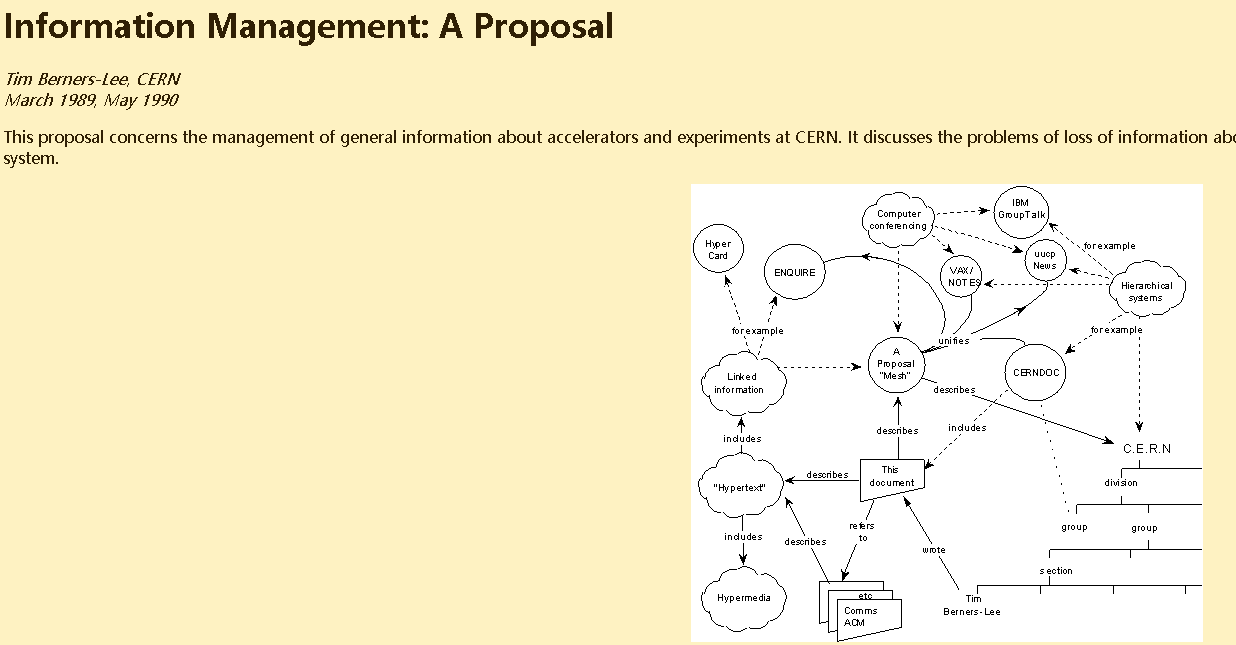 Information Management: A Proposal
Tim Berners-Lee, CERN
March 1989, May 1990
This proposal concerns the management of general information about accelerators and experiments at CERN. It discusses the problems of loss of information
system.
Computer
conferencing
IBM
GroupTalk
Hyper
Card
ENQUIRE
VAX/
NOTES
uucp
News
for example
Hierarchical
systems
for example
for example
unifies
A
Proposal
"Mesh"
CERNDOC
Linked
information
describes
includes
describes
includes
C.E.R.N
This
document
division
"Hypertext"
describes
refers
to
group
group
includes
describes
wrote
section
Hypermedia
etc
Comms
ACM
Tim
Berners-Lee